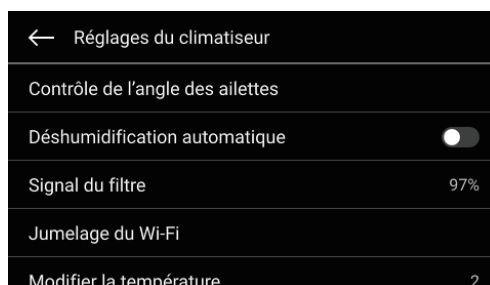 Réglages du climatiseur
Contrôle de l’angle des ailettes
Déshumidification automatique
Signal du filtre 97%
Jumelage du Wi-Fi
Modifier la température 2